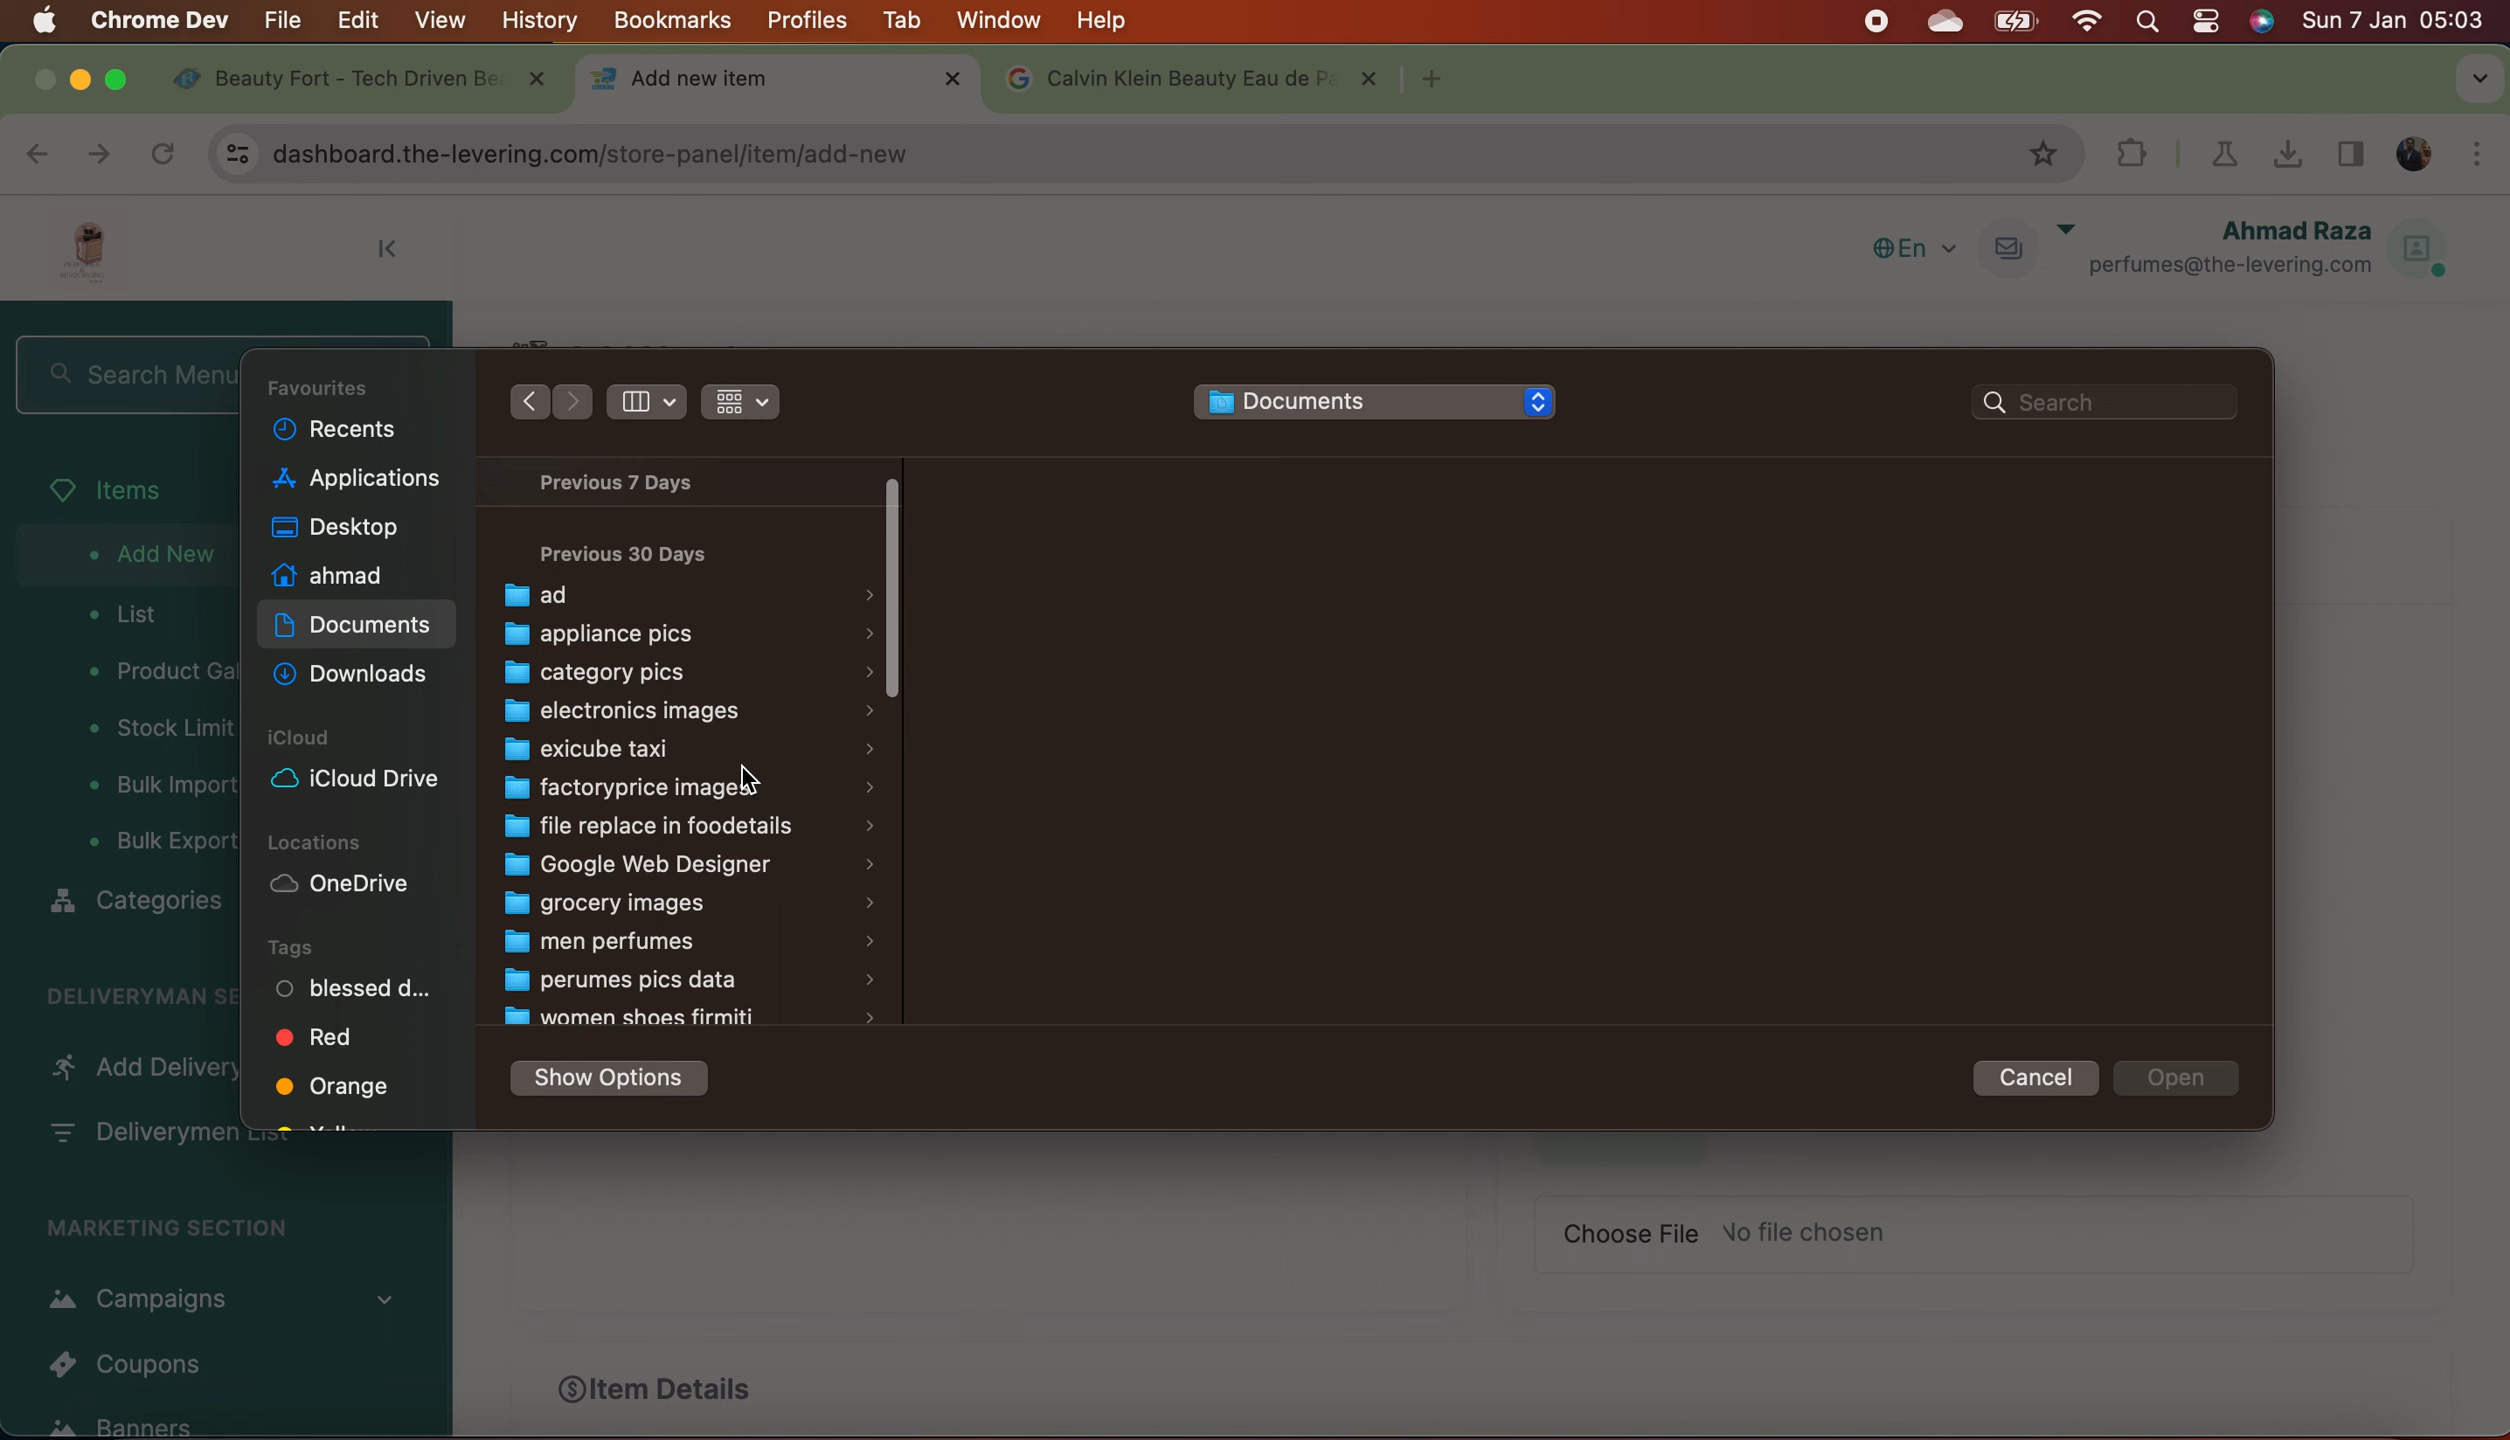 Chrome Dev File Edit View History Bookmarks Profiles Tab Window Help Sun 7 Jan 05:03
Beauty Fort - Tech Driven Be Add new item Calvin Klein Beauty Eau de Pa
dashboard.the-levering.com/store-panel/item/add-new
En Ahmad Raza
perfumes@the-levering.com
Search Menu
Items
Add New
List
Product Gal
Stock Limit
Bulk Import
Bulk Export
Categories
DELIVERYMAN SE
Add Delivery
Deliverymen List
MARKETING SECTION
Campaigns
Coupons
Banners
Favourites
Recents
Applications
Desktop
ahmad
Documents
Downloads
iCloud
iCloud Drive
Locations
OneDrive
Tags
blessed d...
Red
Orange
Yellow
Documents
Search
Previous 7 Days
Previous 30 Days
ad
appliance pics
category pics
electronics images
exicube taxi
factoryprice images
file replace in foodetails
Google Web Designer
grocery images
men perfumes
perumes pics data
women shoes firmiti
Show Options
Cancel Open
Choose File No file chosen
Item Details